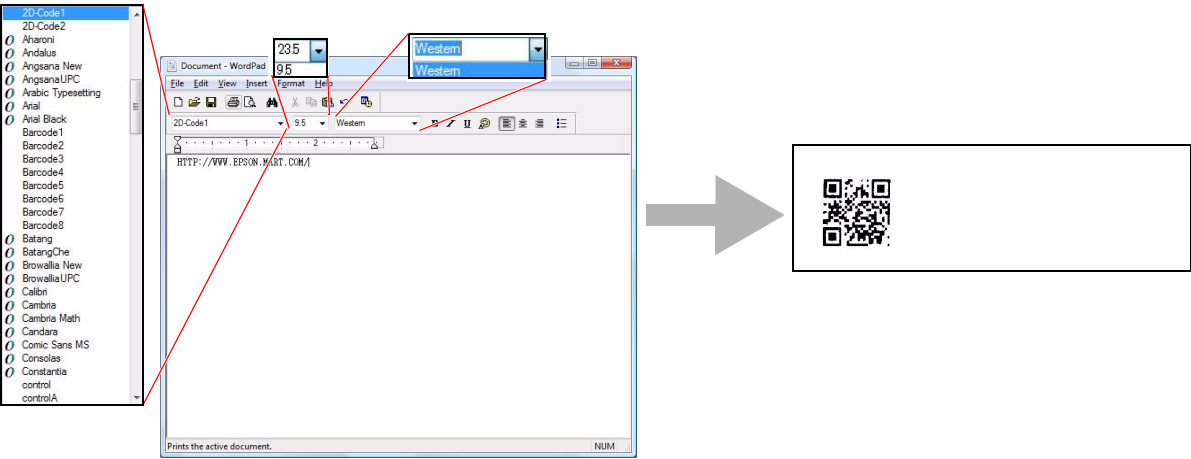 2D-Code1
2D-Code2
Aharoni
Andalus
Angsana New
AngsanaUPC
Arabic Typesetting
Arial
Arial Black
Barcode1
Barcode2
Barcode3
Barcode4
Barcode5
Barcode6
Barcode7
Barcode8
Batang
BatangChe
Browallia New
BrowalliaUPC
Calibri
Cambria
Cambria Math
Candara
Comic Sans MS
Consolas
Constantia
control
controlA
23.5
9.5
Western
Western
Document - WordPad
File Edit View Insert Format Help
2D-Code1 9.5 Western B I U
1 2
HTTP://WWW.EPSON.MART.COM/
Prints the active document. NUM